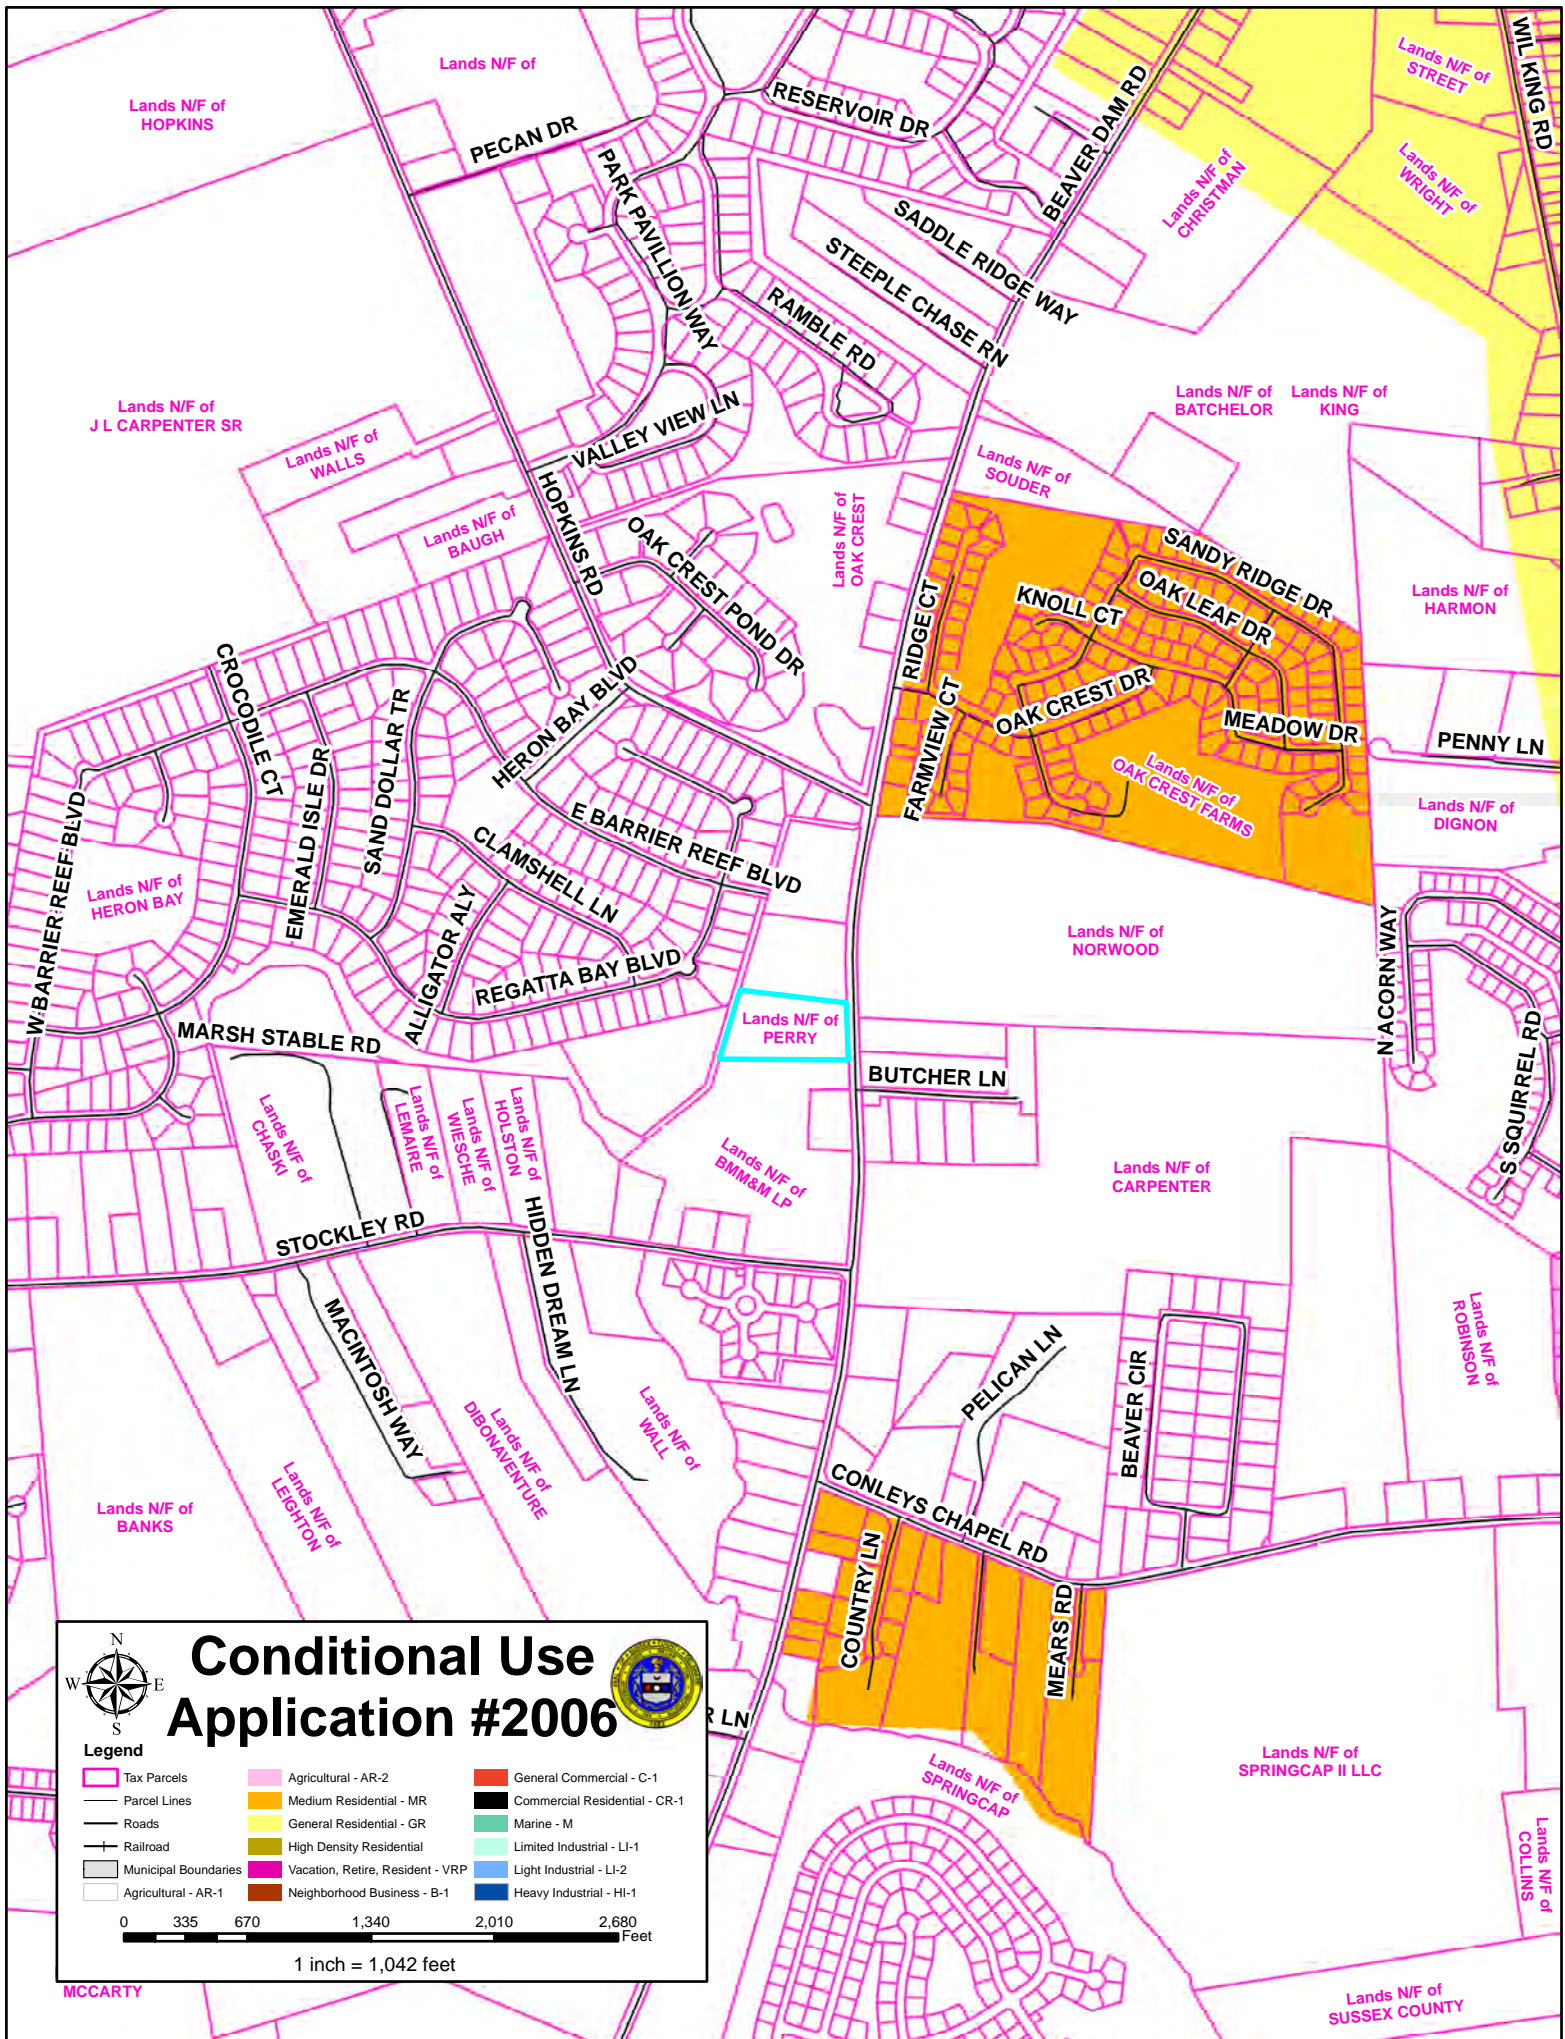 Lands N/F of
Lands N/F of
HOPKINS
PECAN DR
RESERVOIR DR
BEAVER DAM RD
Lands N/F of
STREET
WIL KING RD
Lands N/F of
WRIGHT
Lands N/F of
CHRISTMAN
PARK PAVILLION WAY
SADDLE RIDGE WAY
STEEPLE CHASE RN
RAMBLE RD
Lands N/F of
J L CARPENTER SR
Lands N/F of
WALLS
VALLEY VIEW LN
Lands N/F of
BATCHELOR
Lands N/F of
KING
Lands N/F of
SOUDER
HOPKINS RD
Lands N/F of
BAUGH
OAK CREST POND DR
Lands N/F of
OAK CREST
SANDY RIDGE DR
OAK LEAF DR
KNOLL CT
RIDGE CT
Lands N/F of
HARMON
CROCODILE CT
SAND DOLLAR TR
HERON BAY BLVD
FARMVIEW CT
OAK CREST DR
MEADOW DR
PENNY LN
Lands N/F of
OAK CREST FARMS
Lands N/F of
DIGNON
EMERALD ISLE DR
W BARRIER REEF BLVD
E BARRIER REEF BLVD
CLAMSHELL LN
Lands N/F of
HERON BAY
ALLIGATOR ALY
REGATTA BAY BLVD
Lands N/F of
NORWOOD
N ACORN WAY
S SQUIRREL RD
MARSH STABLE RD
Lands N/F of
PERRY
BUTCHER LN
Lands N/F of
CHASKI
Lands N/F of
LEMAIRE
Lands N/F of
WIESCHE
Lands N/F of
HOLSTON
Lands N/F of
BMM&M LP
Lands N/F of
CARPENTER
STOCKLEY RD
HIDDEN DREAM LN
MACINTOSH WAY
Lands N/F of
ROBINSON
PELICAN LN
BEAVER CIR
Lands N/F of
WALL
Lands N/F of
DIBONAVENTURE
Lands N/F of
LEIGHTON
Lands N/F of
BANKS
CONLEYS CHAPEL RD
COUNTRY LN
MEARS RD
R LN
Lands N/F of
SPRINGCAP
Lands N/F of
SPRINGCAP II LLC
Lands N/F of
COLLINS
Lands N/F of
SUSSEX COUNTY
MCCARTY
N
W E
S
Conditional Use
Application #2006
Legend
Tax Parcels
Parcel Lines
Roads
Railroad
Municipal Boundaries
Agricultural - AR-1
Agricultural - AR-2
Medium Residential - MR
General Residential - GR
High Density Residential
Vacation, Retire, Resident - VRP
Neighborhood Business - B-1
General Commercial - C-1
Commercial Residential - CR-1
Marine - M
Limited Industrial - LI-1
Light Industrial - LI-2
Heavy Industrial - HI-1
0 335 670 1,340 2,010 2,680
Feet
1 inch = 1,042 feet